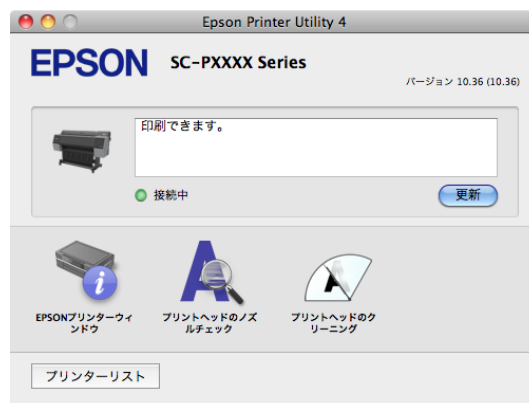 Epson Printer Utility 4
EPSON
SC-PXXXX Series
バージョン 10.36 (10.36)
印刷できます。
接続中
更新
EPSONプリンターウィ
ンドウ
プリントヘッドのノズ
ルチェック
プリントヘッドのク
リーニング
プリンターリスト